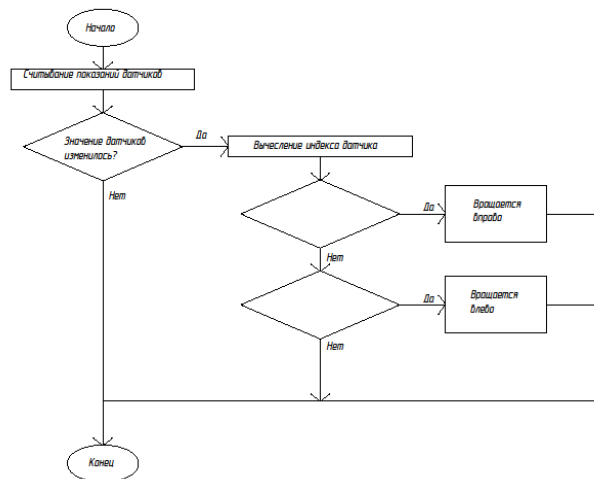 Начало
Считывание показаний датчиков
Значение датчиков
изменилось?
Да
Вычесление индекса датчика
Нет
Да
Вращается
вправо
Нет
Да
Вращается
влево
Нет
Конец